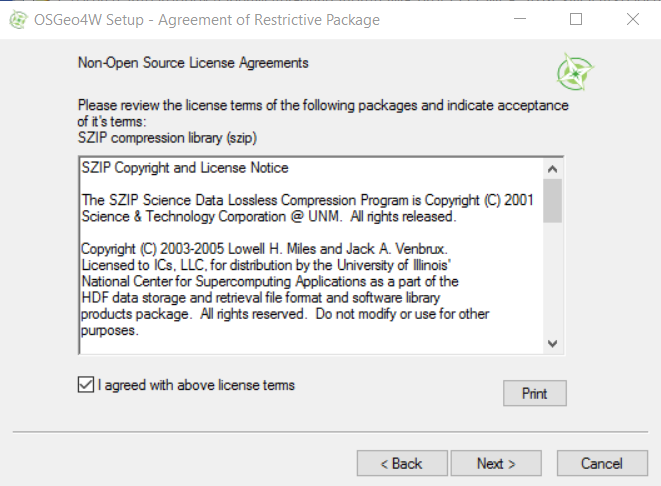 OSGeo4W Setup - Agreement of Restrictive Package
Non-Open Source License Agreements
Please review the license terms of the following packages and indicate acceptance
of it's terms:
SZIP compression library (szip)
SZIP Copyright and License Notice
The SZIP Science Data Lossless Compression Program is Copyright (C) 2001
Science & Technology Corporation @ UNM.  All rights released.
Copyright (C) 2003-2005 Lowell H. Miles and Jack A. Venbrux.
Licensed to ICs, LLC, for distribution by the University of Illinois'
National Center for Supercomputing Applications as a part of the
HDF data storage and retrieval file format and software library
products package.  All rights reserved.  Do not modify or use for other
purposes.
I agreed with above license terms
Print
< Back
Next >
Cancel